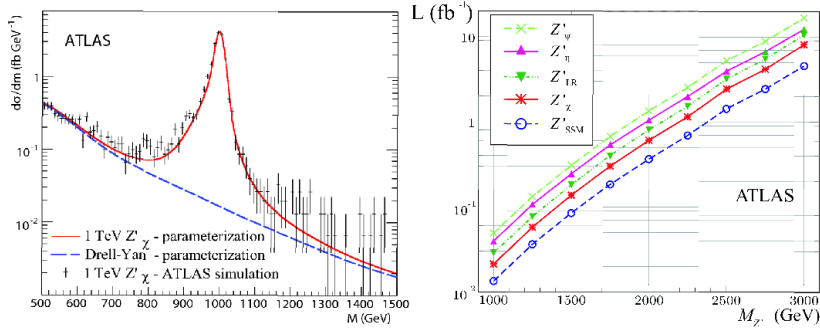 ATLAS
dσ/dm (fb GeV⁻¹)
1
10⁻¹
10⁻²
1 TeV Z'χ - parameterization
Drell-Yan - parameterization
1 TeV Z'χ - ATLAS simulation
500 600 700 800 900 1000 1100 1200 1300 1400 1500
M (GeV)
L (fb⁻¹)
Z'ψ
Z'η
Z'LR
Z'χ
Z'SSM
10
1
10⁻¹
ATLAS
1000 1500 2000 2500 3000
M_Z' (GeV)